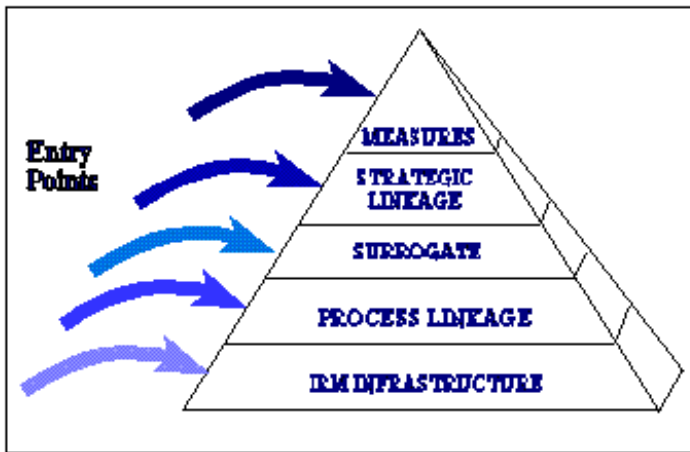 Entry
Points
MEASURES
STRATEGIC
LINKAGE
SURROGATE
PROCESS LINKAGE
IRM INFRASTRUCTURE